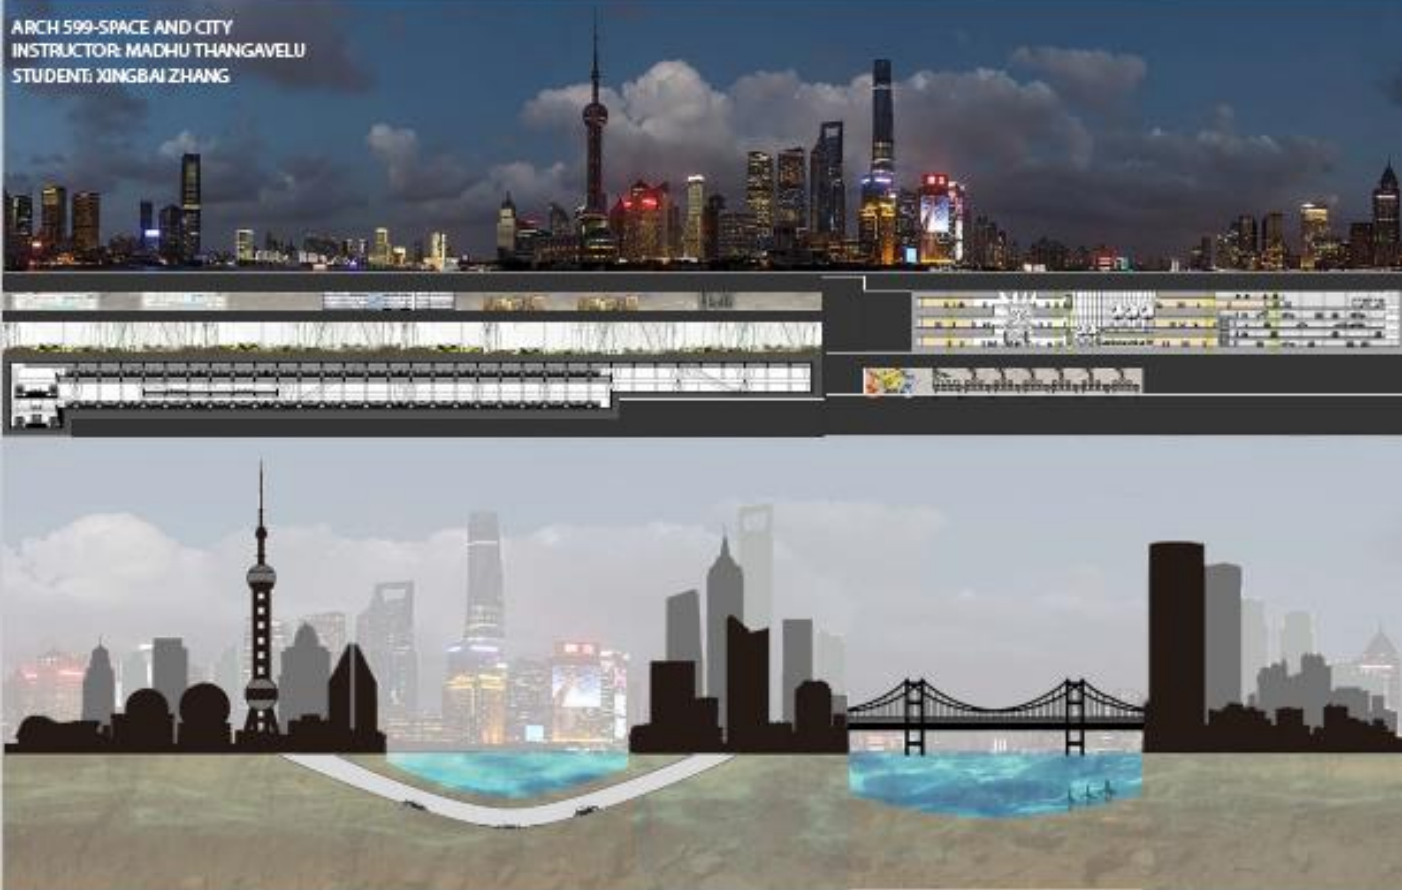 ARCH 599-SPACE AND CITY
INSTRUCTOR: MADHU THANGAVELU
STUDENT: XINGBAI ZHANG